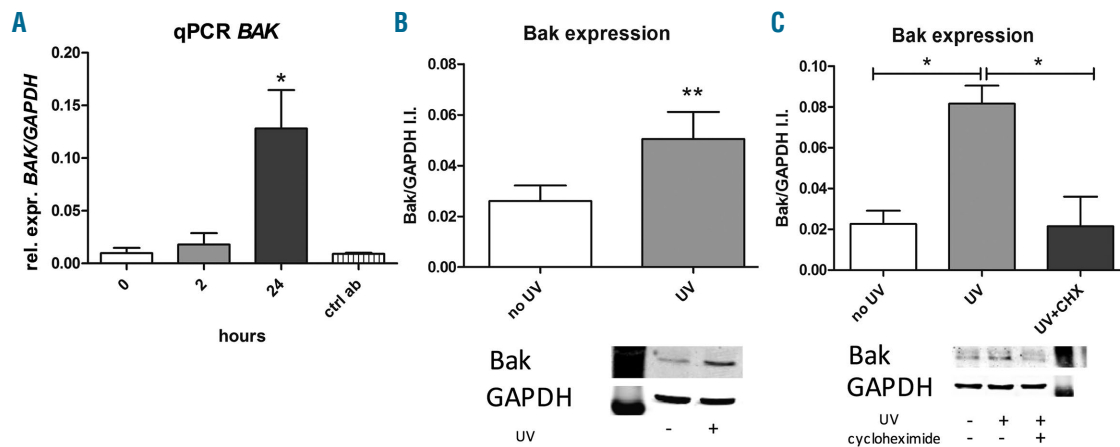 A
qPCR BAK
rel. expr. BAK/GAPDH
0.20
0.15
0.10
0.05
0.00
*
0
2
24
ctrl ab
hours
B
Bak expression
Bak/GAPDH I.I.
0.08
0.06
0.04
0.02
0.00
**
no UV
UV
Bak
GAPDH
UV - +
C
Bak expression
Bak/GAPDH I.I.
0.10
0.08
0.06
0.04
0.02
0.00
* *
no UV
UV
UV+CHX
Bak
GAPDH
UV - + +
cycloheximide - - +